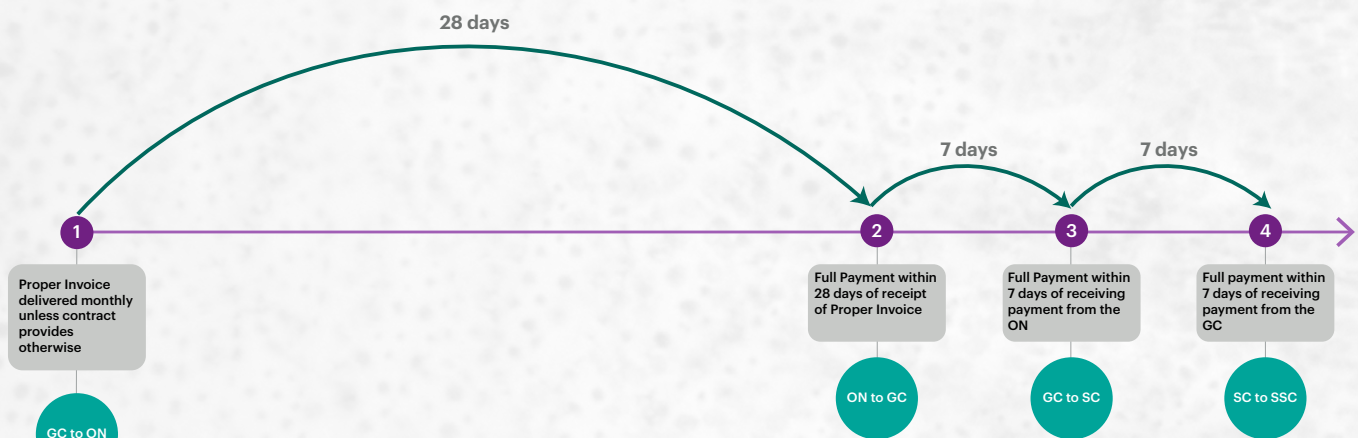 28 days
7 days
7 days
1
2
3
4
Proper Invoice
delivered monthly
unless contract
provides
otherwise
Full Payment within
28 days of receipt
of Proper Invoice
Full Payment within
7 days of receiving
payment from the
ON
Full payment within
7 days of receiving
payment from the
GC
GC to ON
ON to GC
GC to SC
SC to SSC